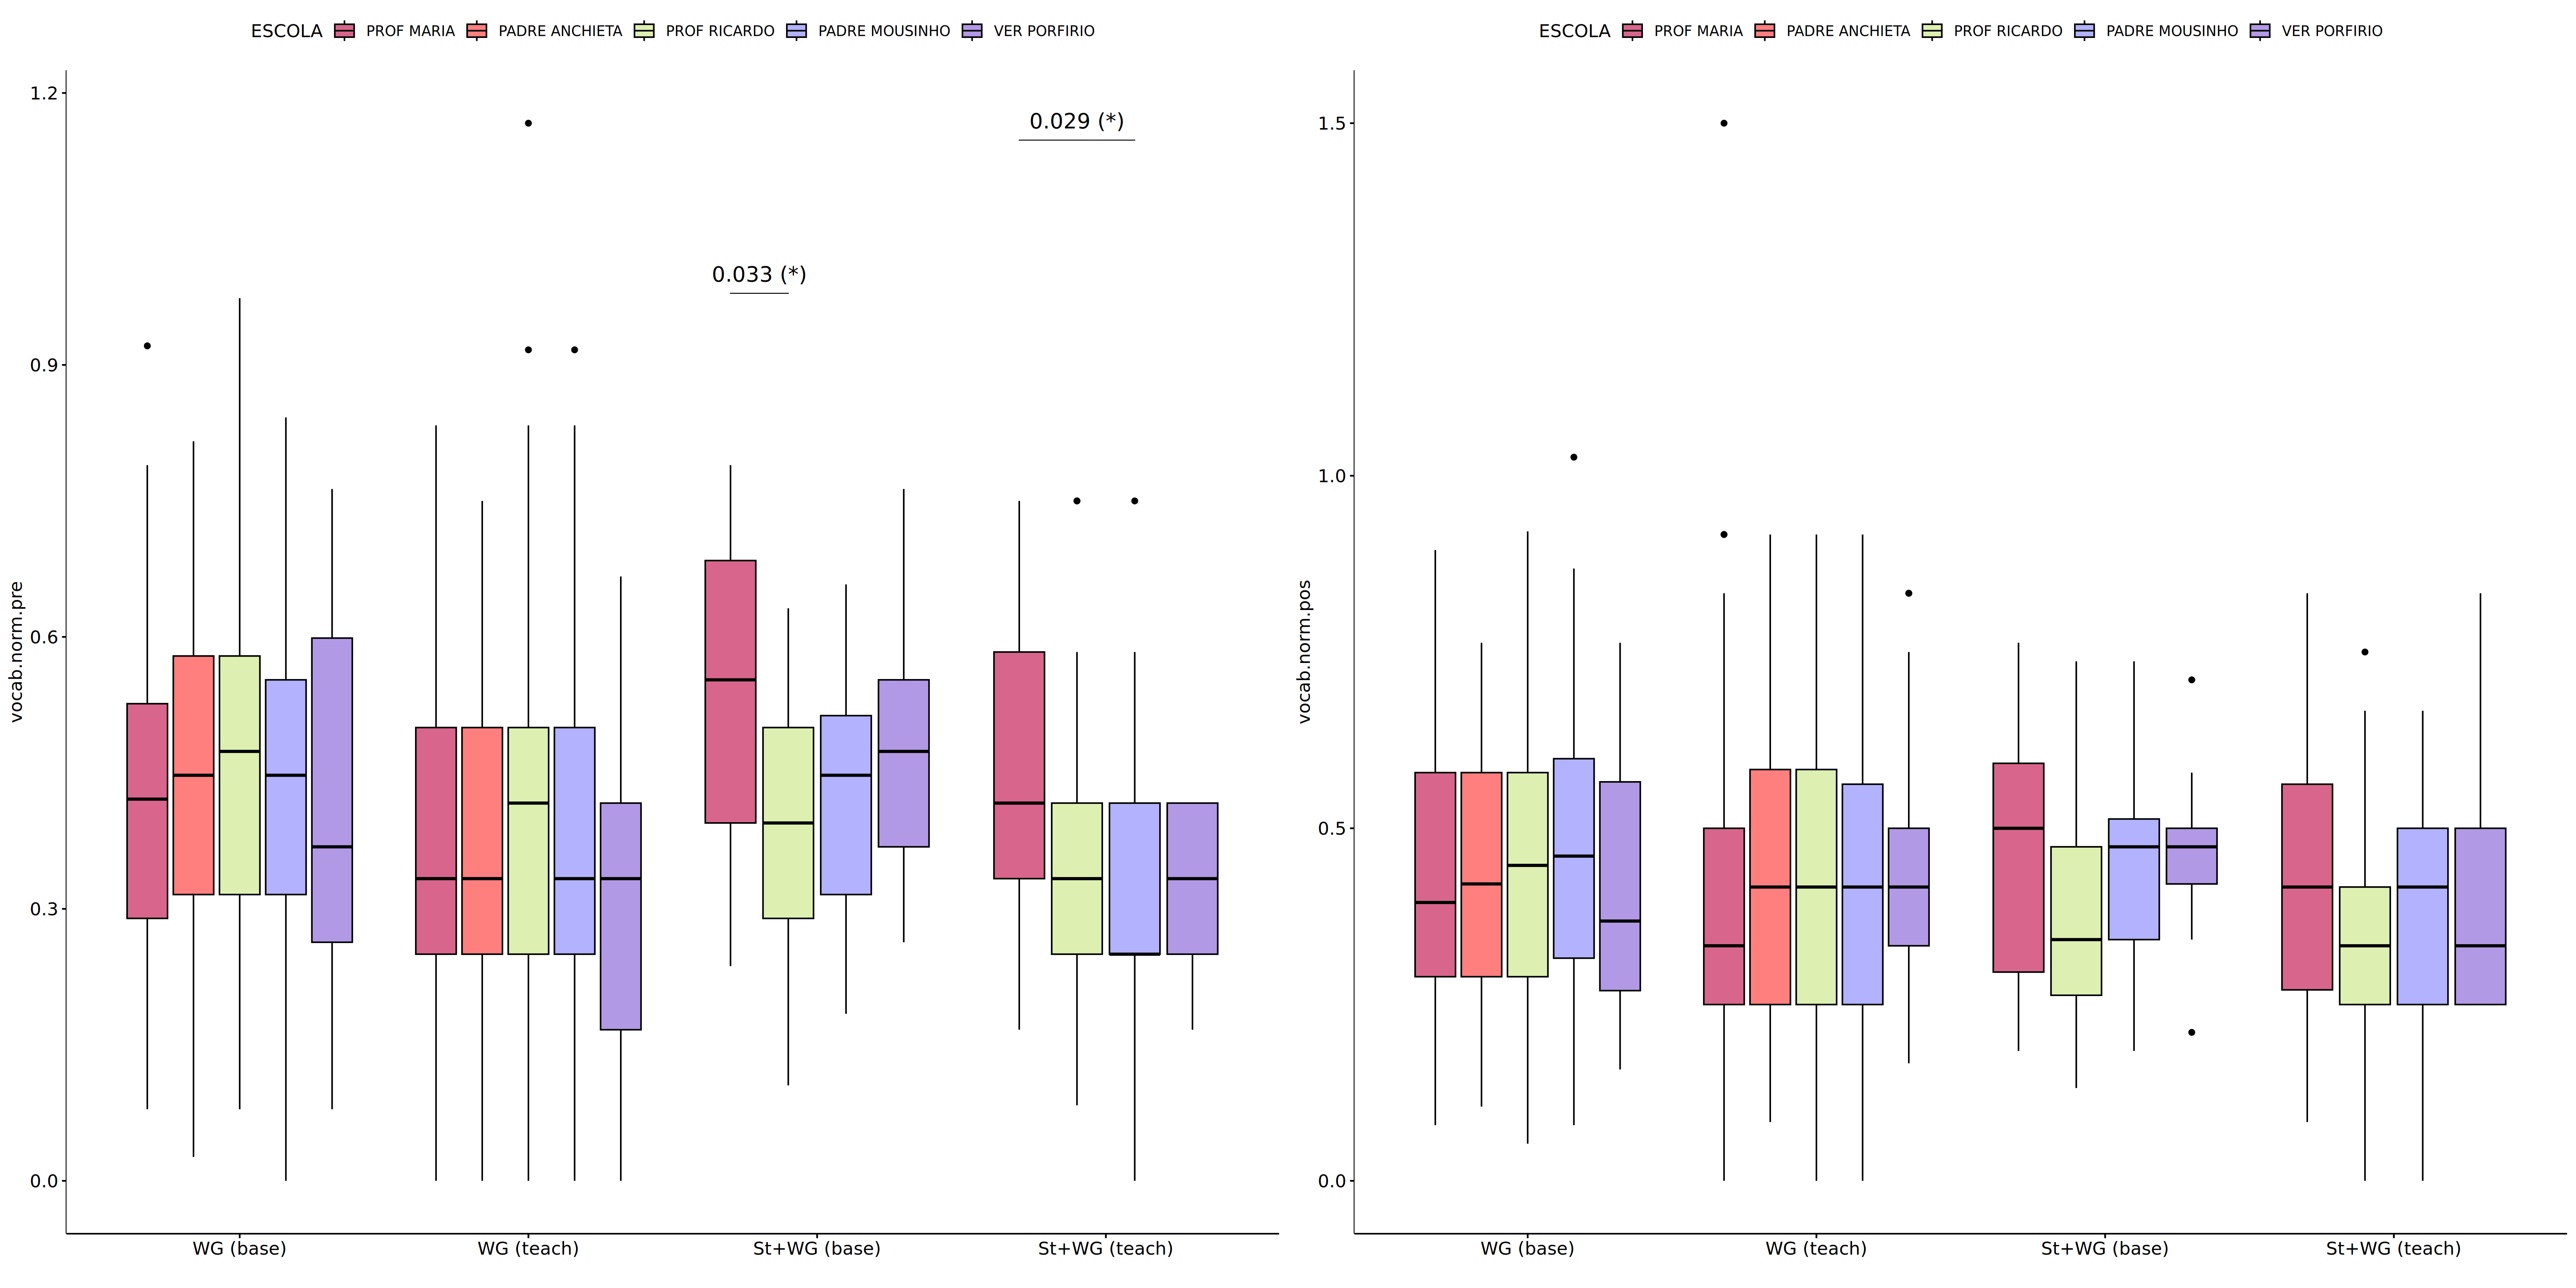 ESCOLA PROF MARIA PADRE ANCHIETA PROF RICARDO PADRE MOUSINHO VER PORFIRIO
vocab.norm.pre
1.2
0.9
0.6
0.3
0.0
0.029 (*)
0.033 (*)
WG (base) WG (teach) St+WG (base) St+WG (teach)
ESCOLA PROF MARIA PADRE ANCHIETA PROF RICARDO PADRE MOUSINHO VER PORFIRIO
vocab.norm.pos
1.5
1.0
0.5
0.0
WG (base) WG (teach) St+WG (base) St+WG (teach)